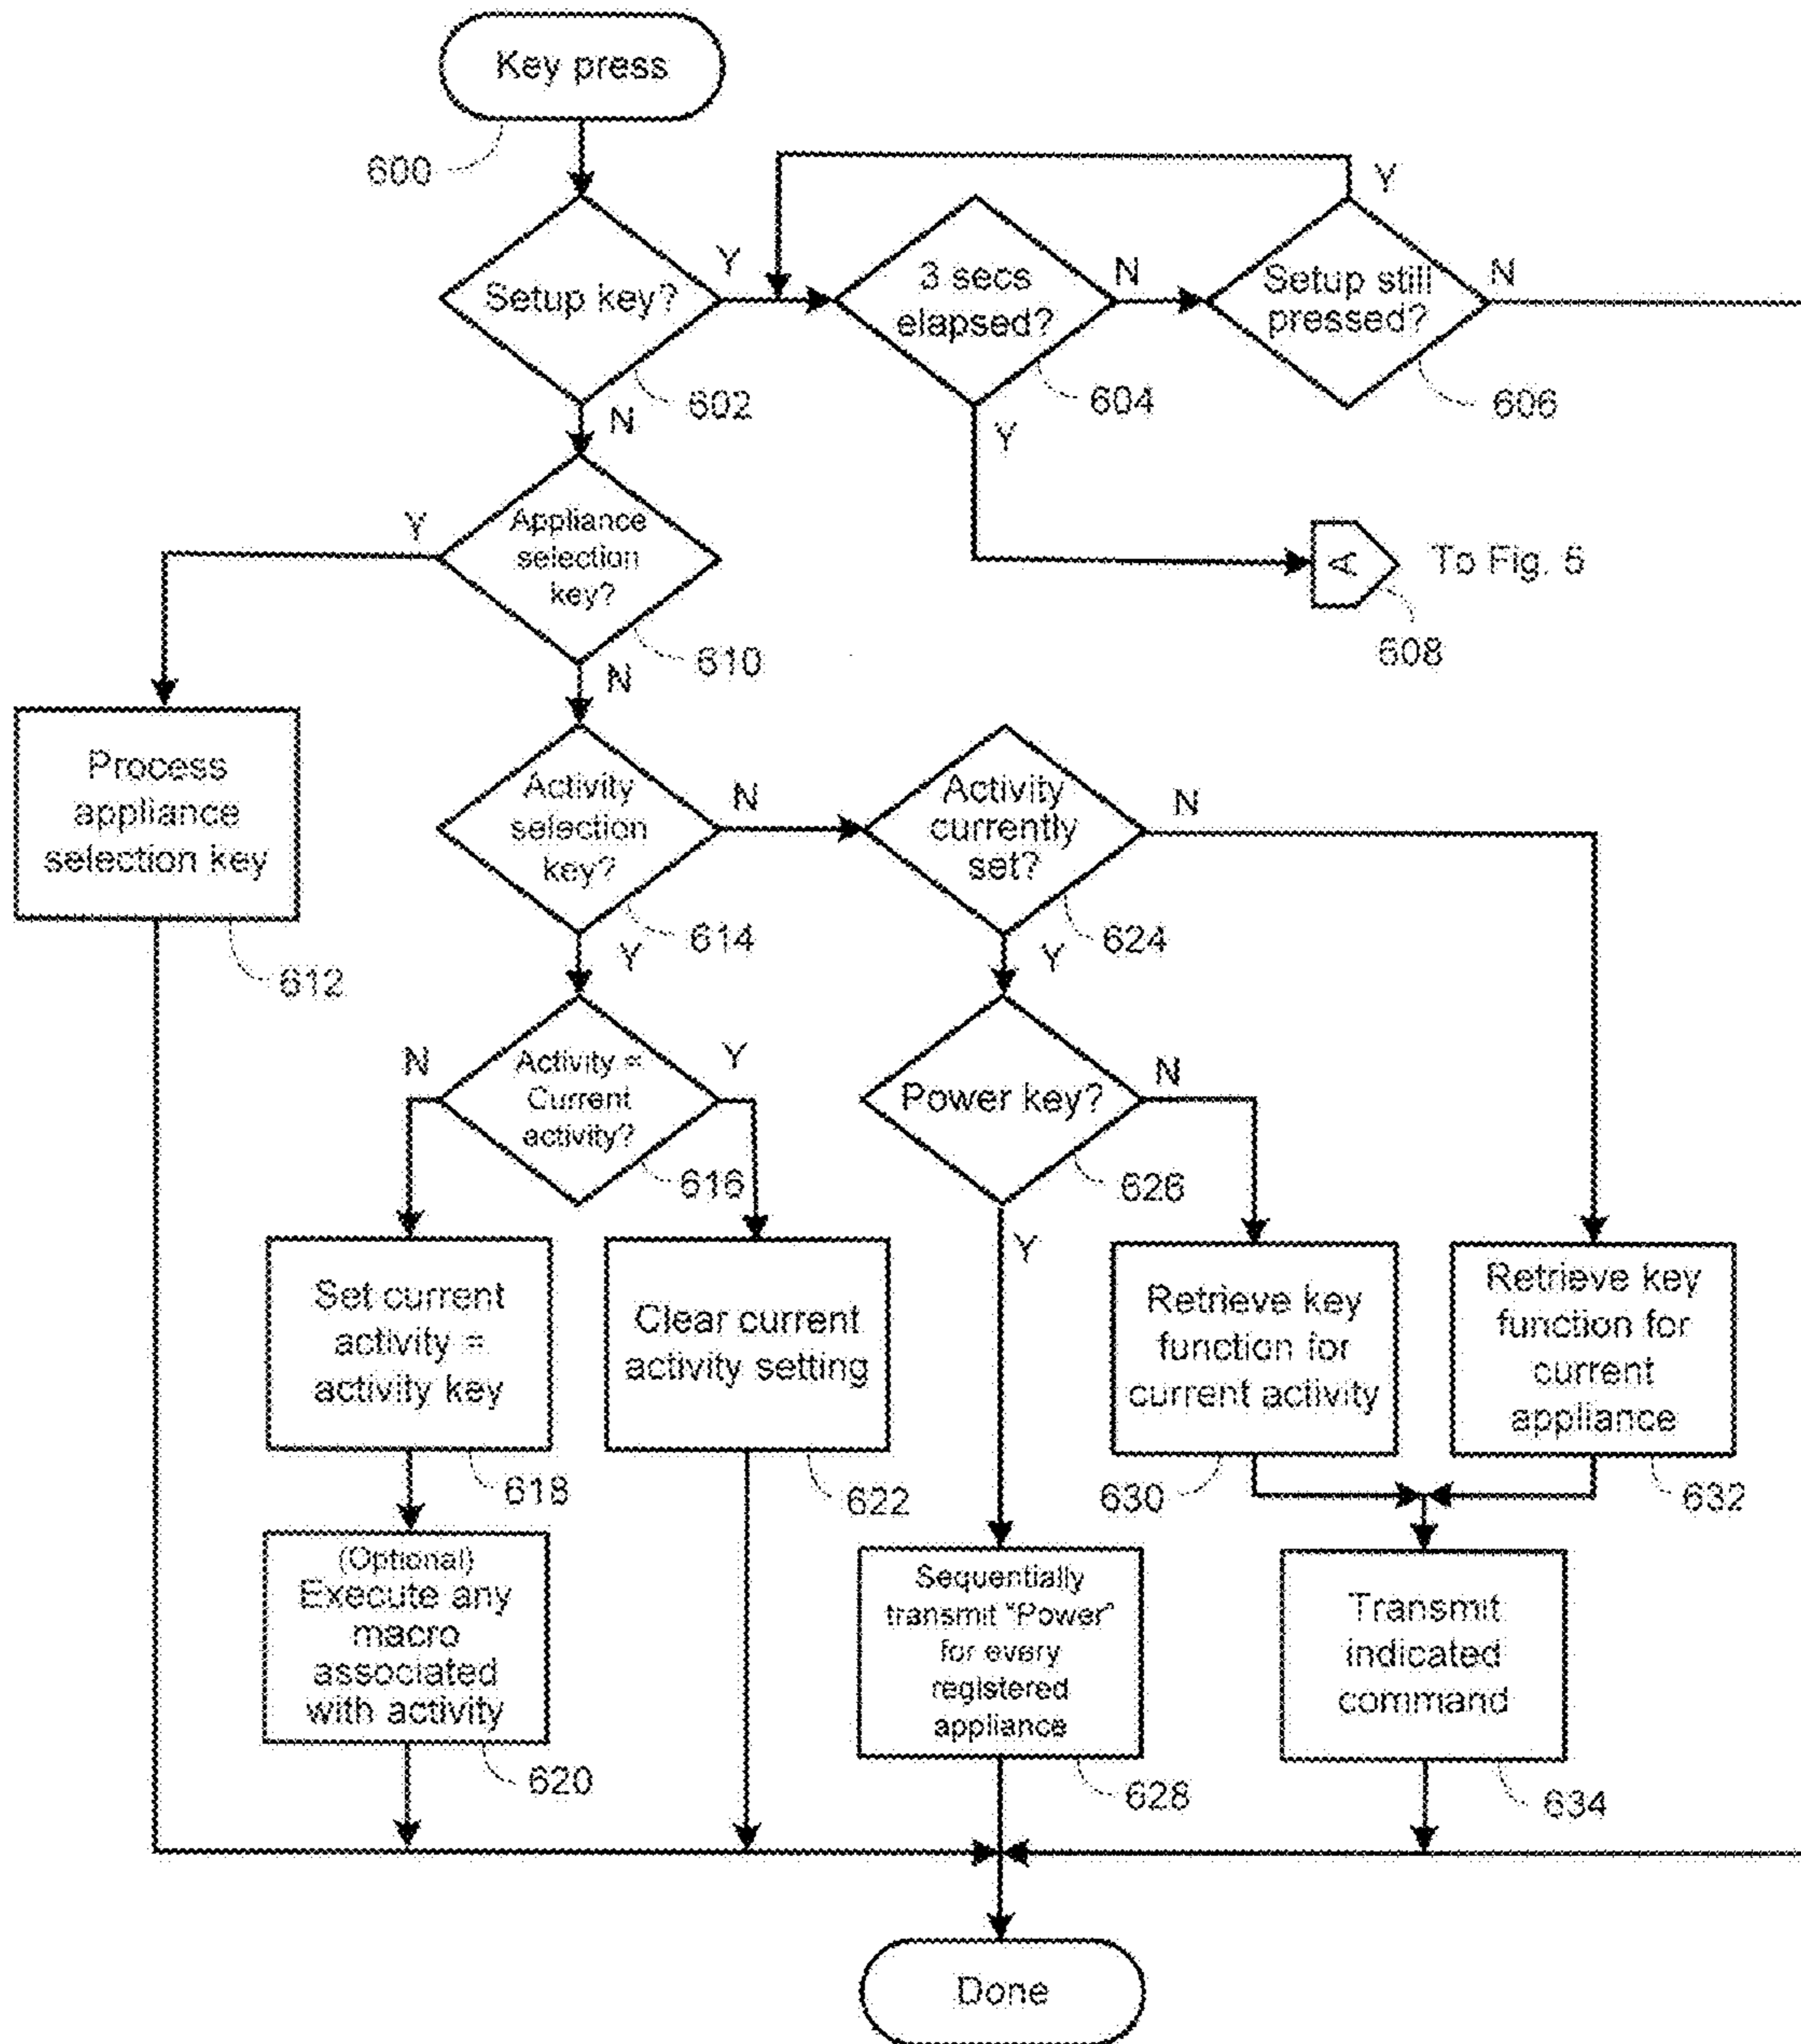 Key press
600
Y
Setup key?
Y
3 secs
elapsed?
N
Setup still
pressed?
N
602
604
606
N
Y
Appliance
selection
key?
Y
A
To Fig. 5
608
610
N
Process
appliance
selection key
612
Activity
selection
key?
N
Activity
currently
set?
N
614
624
Y
Y
N
Activity =
Current
activity?
Y
Power key?
N
616
626
Y
Set current
activity =
activity key
Clear current
activity setting
Retrieve key
function for
current activity
Retrieve key
function for
current
appliance
618
622
630
632
(Optional)
Execute any
macro
associated
with activity
Sequentially
transmit "Power"
for every
registered
appliance
Transmit
indicated
command
620
628
634
Done